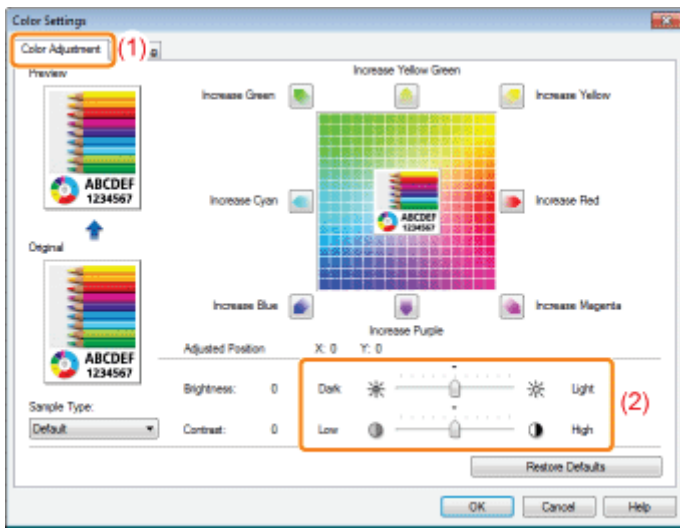 Color Settings
Color Adjustment
(1)
Preview
Increase Yellow Green
Increase Green
Increase Yellow
ABCDEF
1234567
Increase Cyan
ABCDEF
1234567
Increase Red
Original
Increase Blue
Increase Magenta
Increase Purple
ABCDEF
1234567
Adjusted Position X: 0 Y: 0
Brightness: 0 Dark Light
(2)
Sample Type:
Default
Contrast: 0 Low High
Restore Defaults
OK Cancel Help